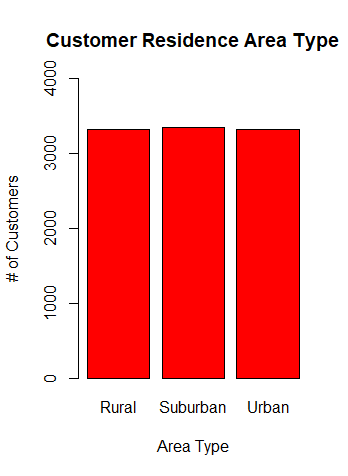 Customer Residence Area Type
# of Customers
4000
3000
2000
1000
0
Rural Suburban Urban
Area Type